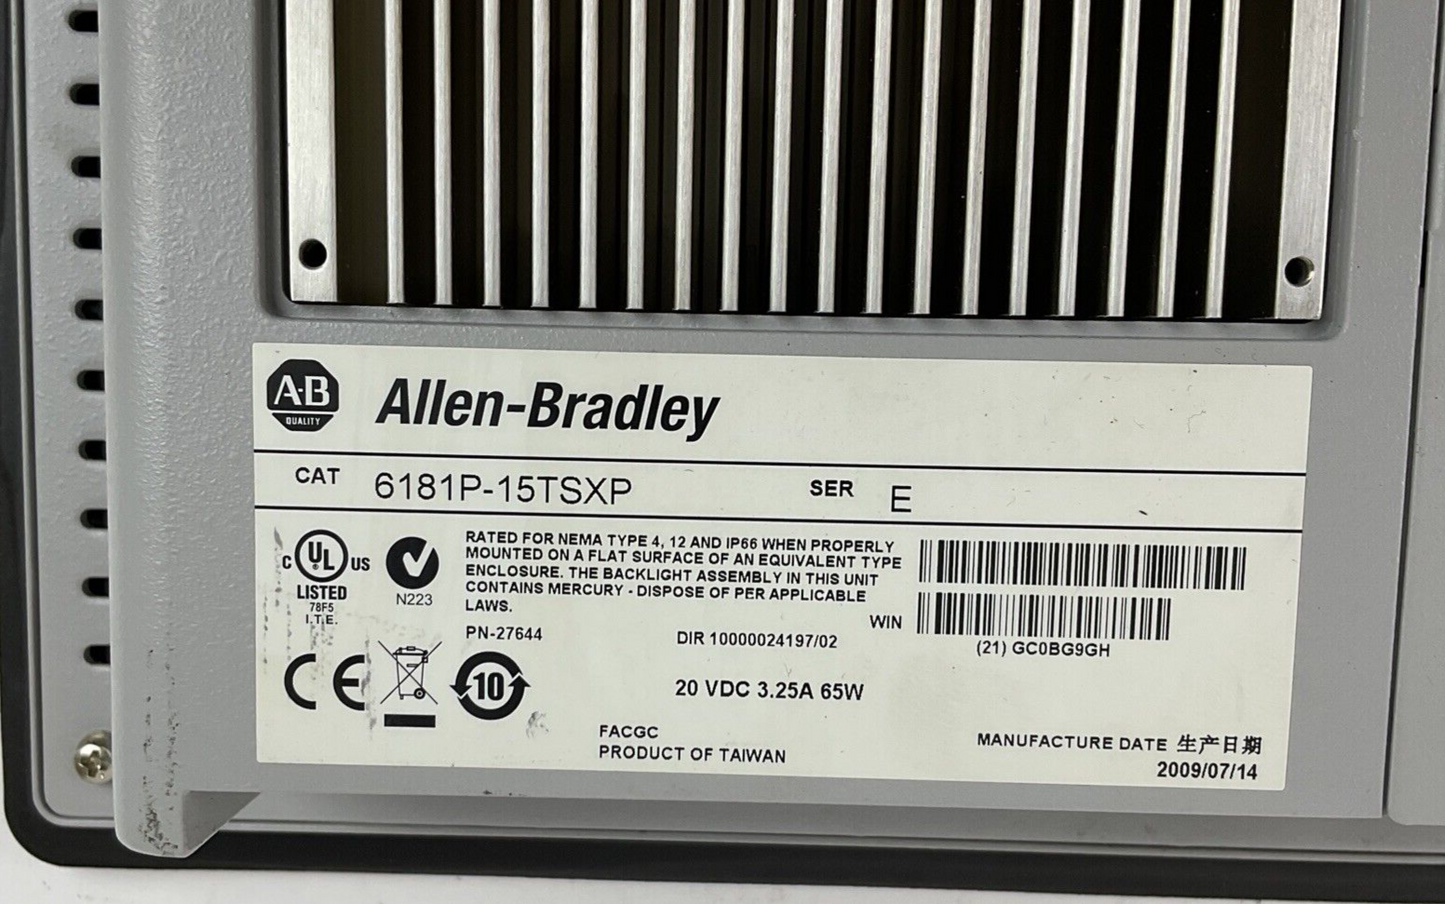 A·B
QUALITY
Allen-Bradley
CAT 6181P-15TSXP SER E
C UL ® US
LISTED
78F5
I.T.E.
N223
RATED FOR NEMA TYPE 4, 12 AND IP66 WHEN PROPERLY
MOUNTED ON A FLAT SURFACE OF AN EQUIVALENT TYPE
ENCLOSURE. THE BACKLIGHT ASSEMBLY IN THIS UNIT
CONTAINS MERCURY - DISPOSE OF PER APPLICABLE
LAWS.
PN-27644
DIR 10000024197/02
WIN
(21) GC0BG9GH
CE
10
20 VDC 3.25A 65W
FACGC
PRODUCT OF TAIWAN
MANUFACTURE DATE 生产日期
2009/07/14